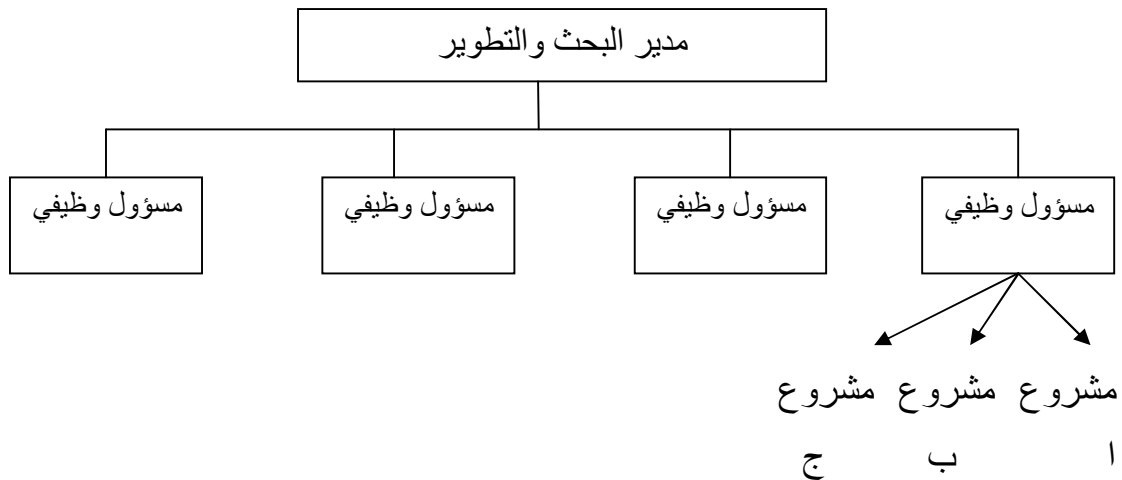 مدير البحث والتطوير
مسؤول وظيفي مسؤول وظيفي مسؤول وظيفي مسؤول وظيفي
مشروع مشروع مشروع
ا ب ج